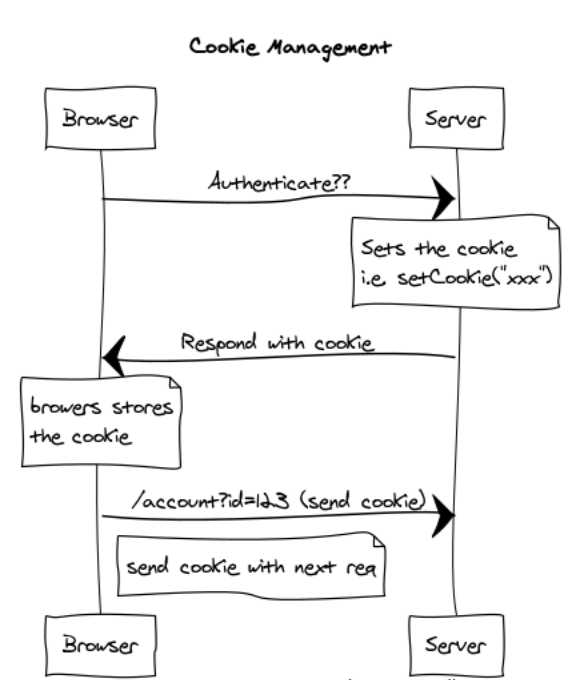 Cookie Management
Browser
Server
Authenticate??
Sets the cookie
i.e setCookie("xxx")
Respond with cookie
browers stores
the cookie
/account?id=123 (send cookie)
send cookie with next req
Browser
Server